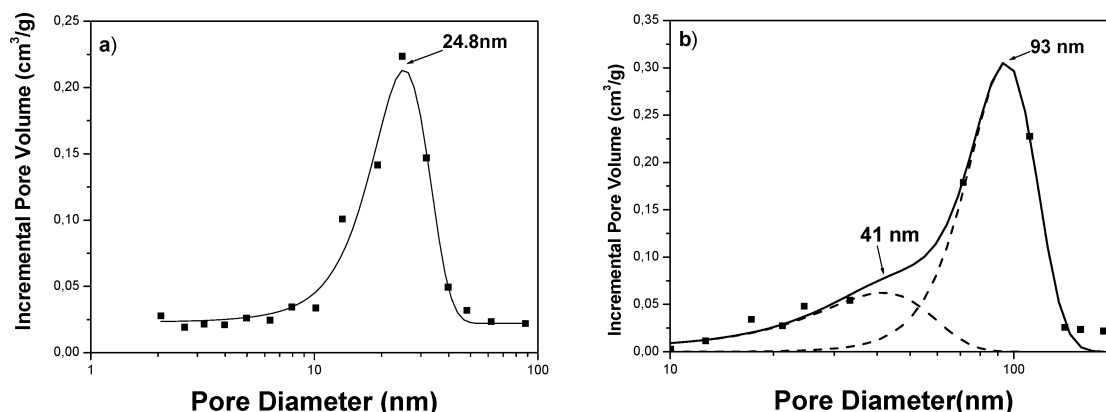 a)
24.8nm
0,25
0,20
0,15
0,10
0,05
0,00
Incremental Pore Volume (cm³/g)
1
10
100
Pore Diameter (nm)
b)
93 nm
41 nm
0,35
0,30
0,25
0,20
0,15
0,10
0,05
0,00
Incremental Pore Volume (cm³/g)
10
100
Pore Diameter(nm)